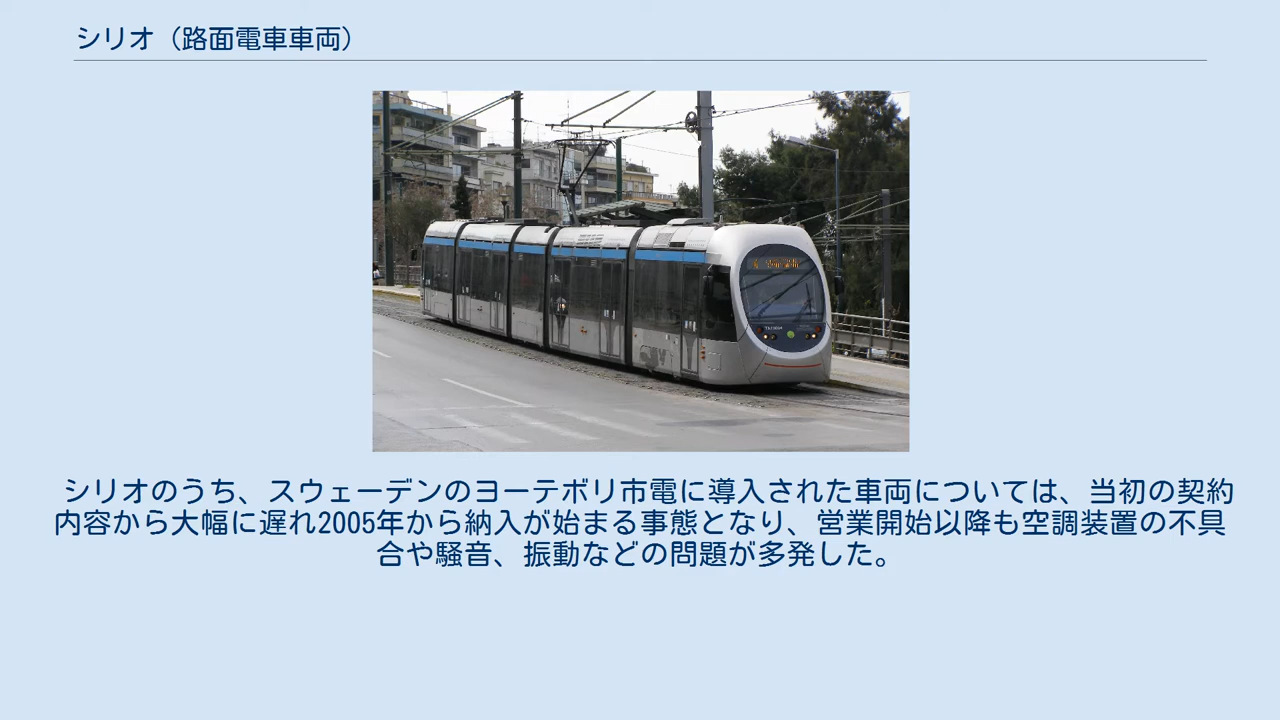 シリオ（路面電車車両）
シリオのうち、スウェーデンのヨーテボリ市電に導入された車両については、当初の契約
内容から大幅に遅れ2005年から納入が始まる事態となり、営業開始以降も空調装置の不具
合や騒音、振動などの問題が多発した。